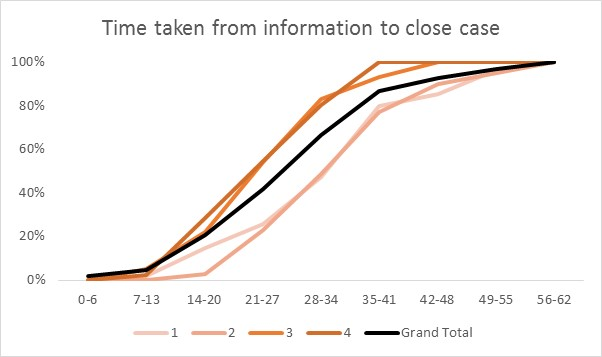 Time taken from information to close case
100%
80%
60%
40%
20%
0%
0-6 7-13 14-20 21-27 28-34 35-41 42-48 49-55 56-62
1 2 3 4 Grand Total